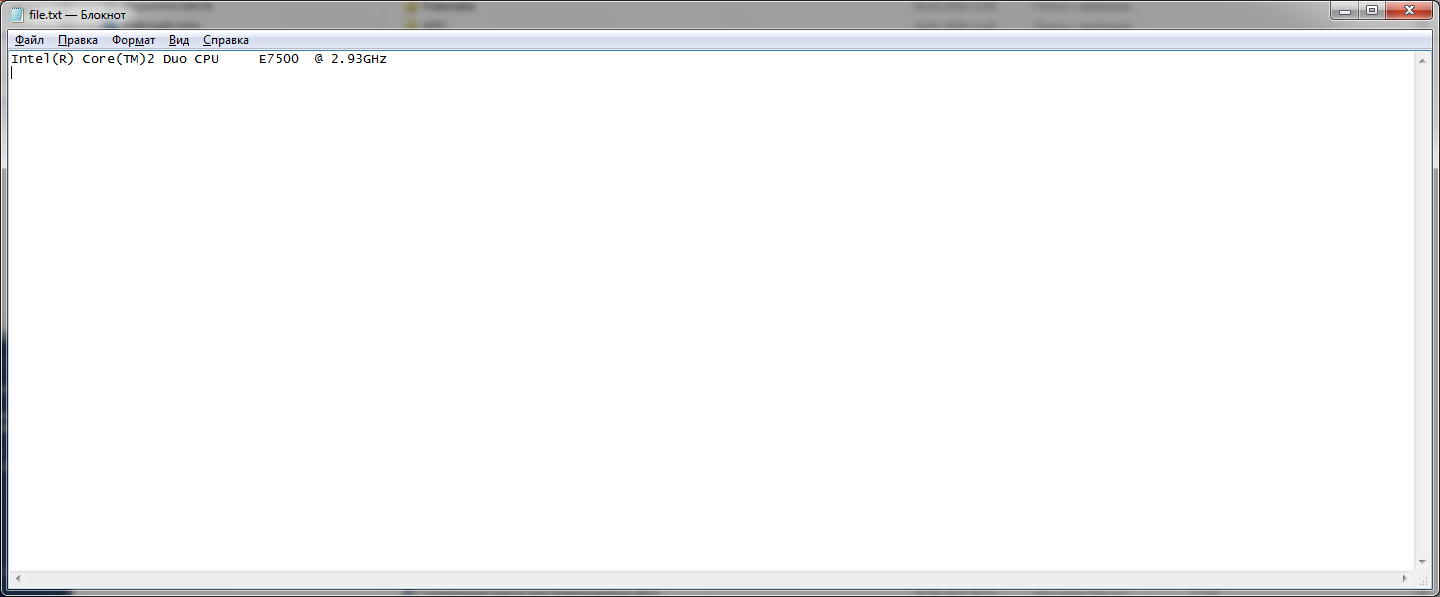 file.txt — Блокнот
Файл Правка Формат Вид Справка
Intel(R) Core(TM)2 Duo CPU     E7500  @ 2.93GHz